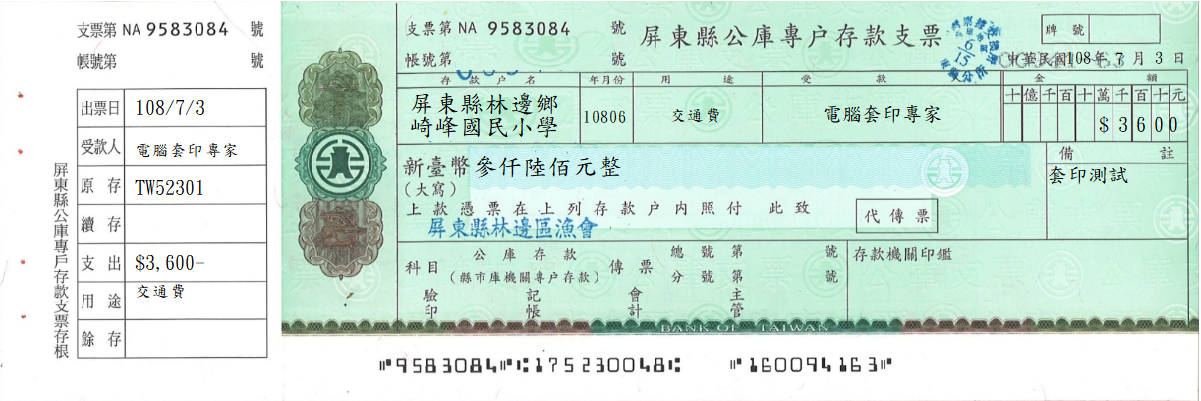 支票第 NA 9583084 號
帳號第 號
出票日 108/7/3
受款人 電腦套印專家
原存 TW52301
續存
支出 $3,600-
用途 交通費
餘存
屏東縣公庫專戶存款支票存根
支票第 NA 9583084 號
帳號第 號
屏東縣公庫專戶存款支票
牌號
中華民國108年 7 月 3 日
存款户名 年月份 用途 受款人 金額
十億千百十萬千百十元
屏東縣林邊鄉
崎峰國民小學
10806
交通費
電腦套印專家
$3600
新臺幣 參仟陸佰元整
(大寫)
備註
套印測試
上款憑票在上列存款户內照付 此致
屏東縣林邊區漁會
代傳票
科目 公庫存款
(縣市庫機關專户存款)
傳票 總號第 號
分號第 號
存款機關印鑑
驗印 記帳 會計 主管
BANK OF TAIWAN
⑈9583084⑈⑆175230048⑆ ⑈160094163⑈